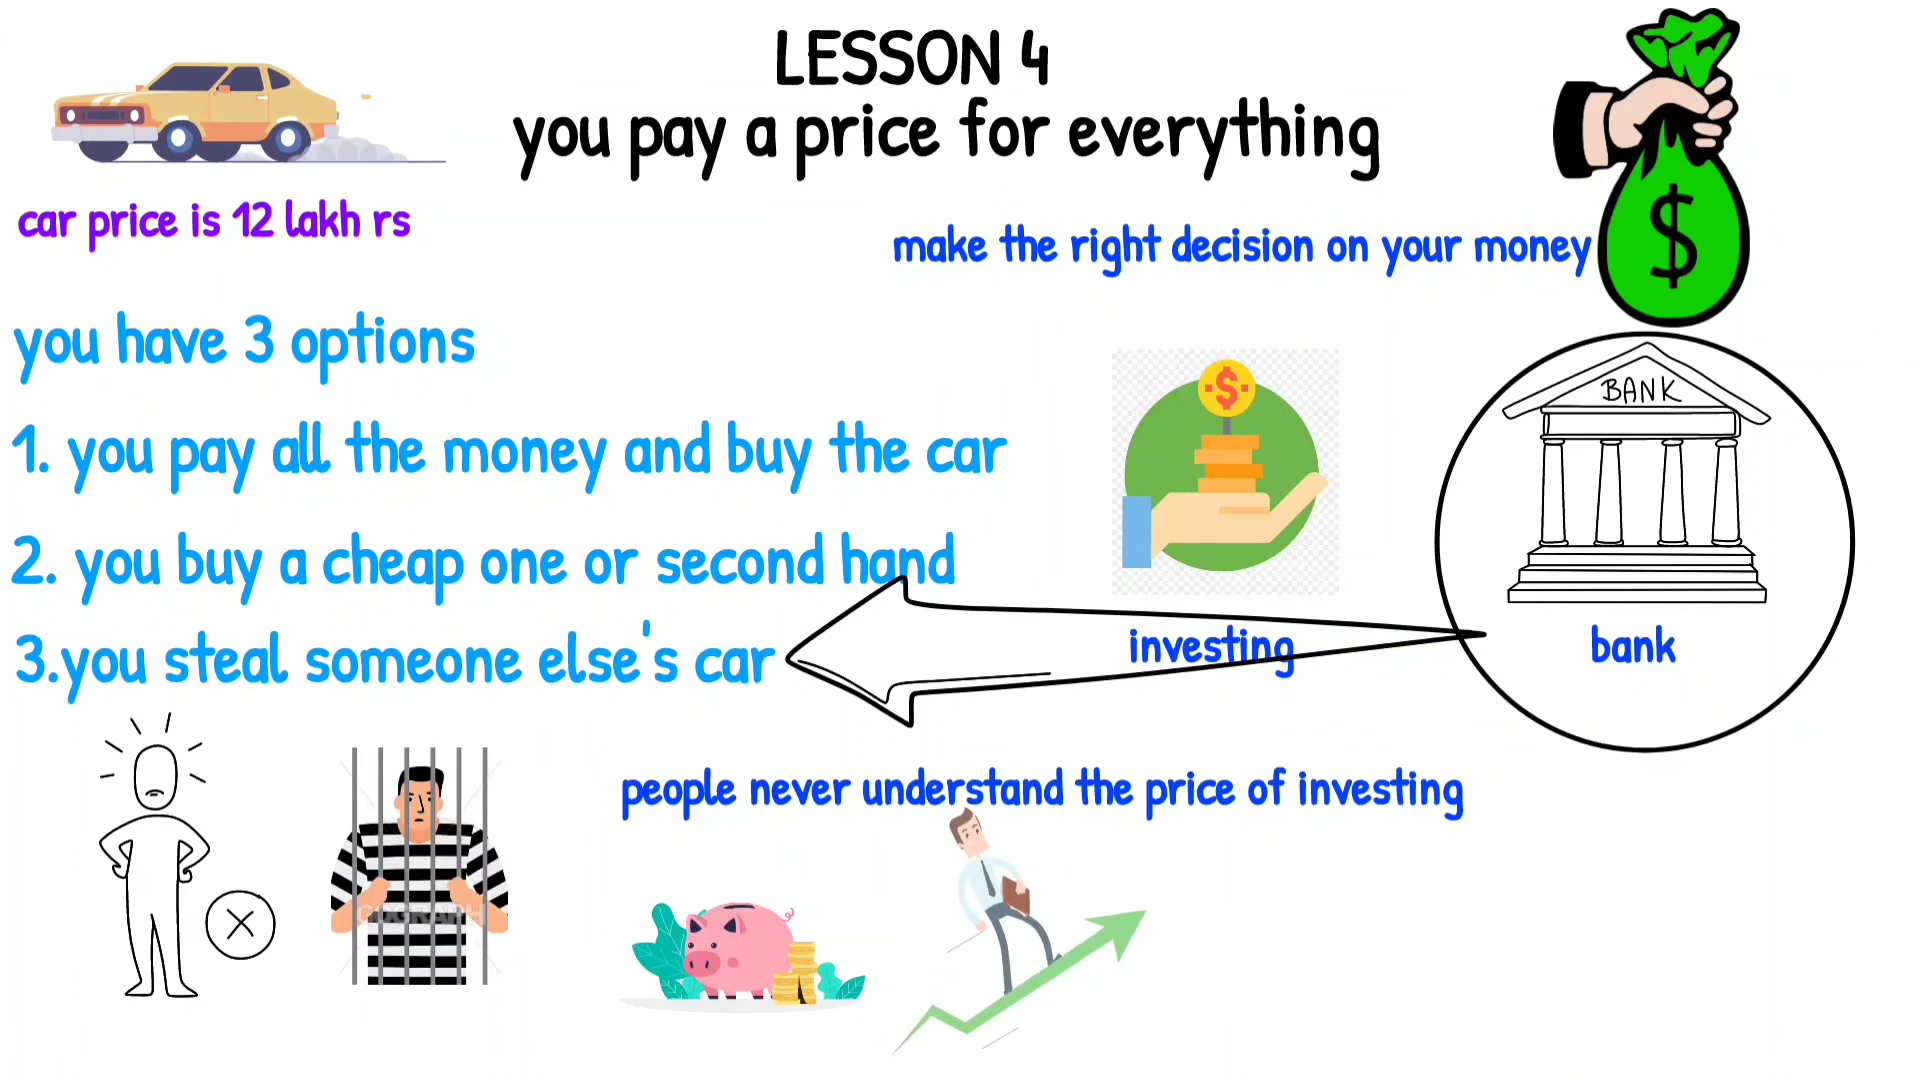 LESSON 4
you pay a price for everything
car price is 12 lakh rs
make the right decision on your money
$
you have 3 options
1. you pay all the money and buy the car
2. you buy a cheap one or second hand
3.you steal someone else's car
$
BANK
investing
bank
people never understand the price of investing
GOGRAPH